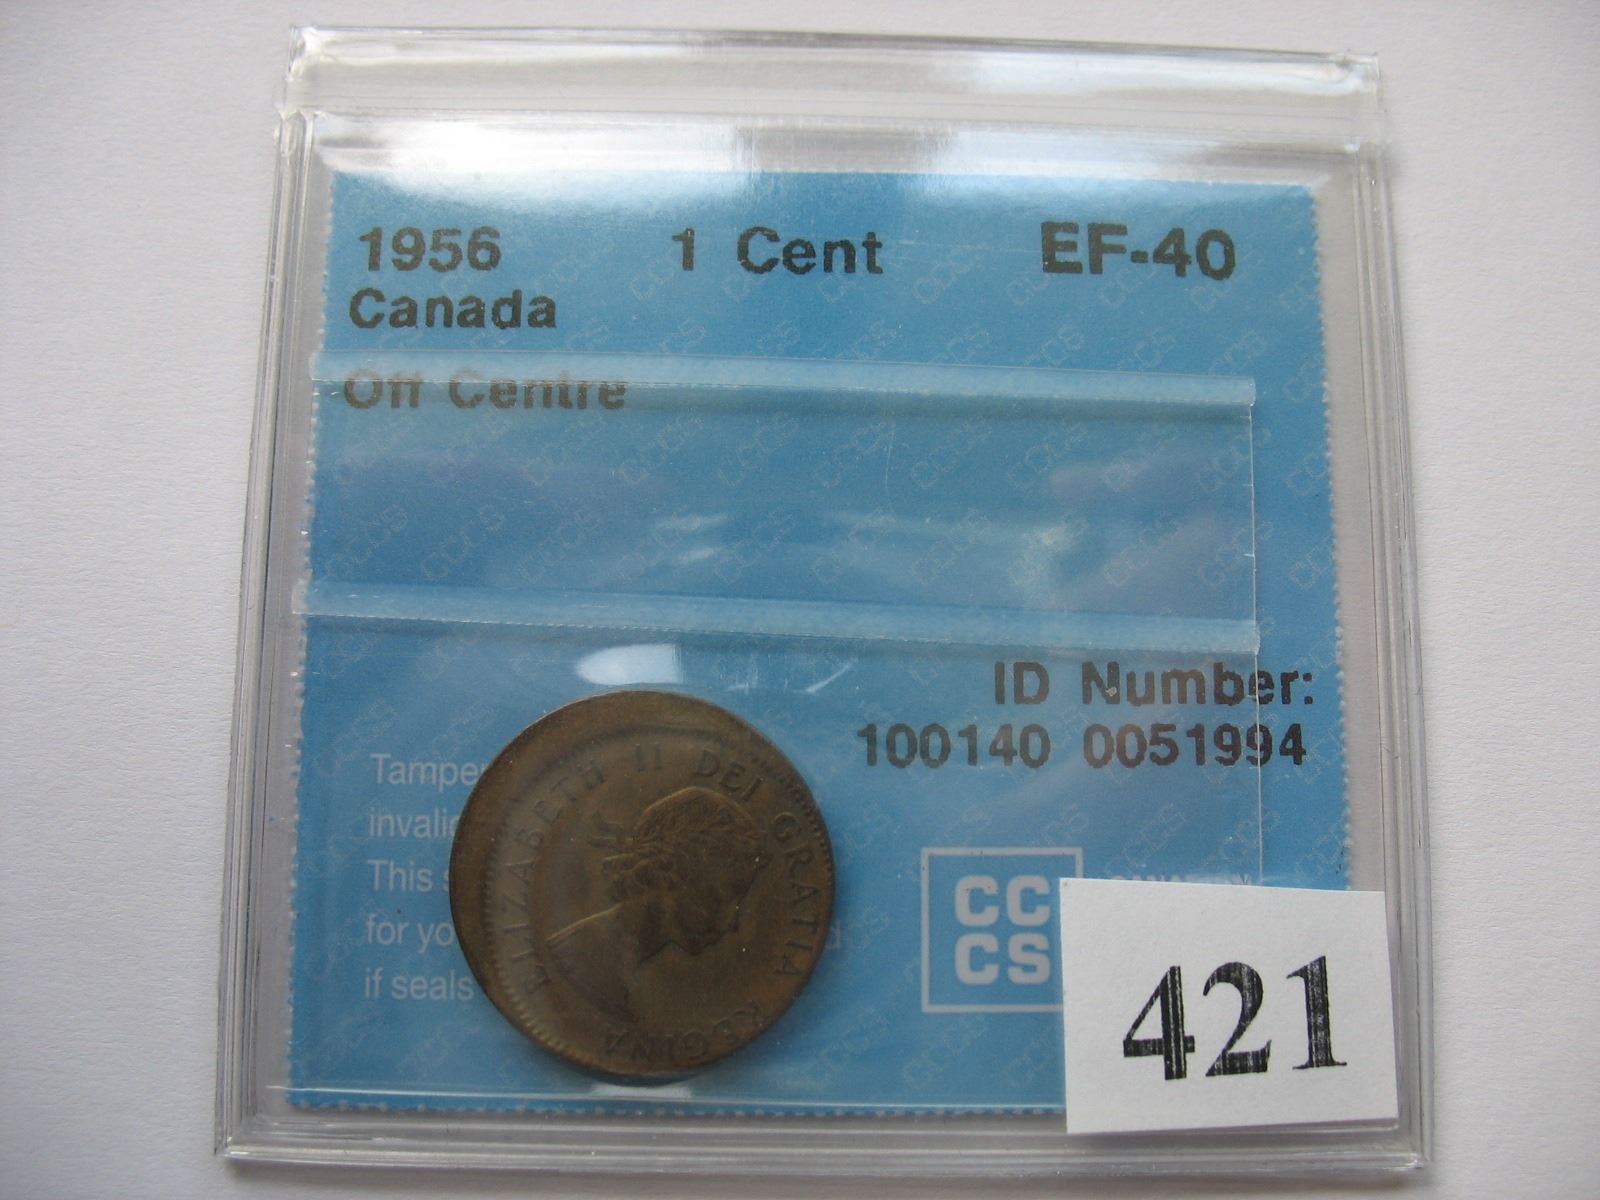 1956 1 Cent EF-40
Canada
Off Centre
ID Number:
100140 0051994
Tampe
invali
This
for yo
if seals
ELIZABETH II DEI GRATIA REGINA
CC
CS
421